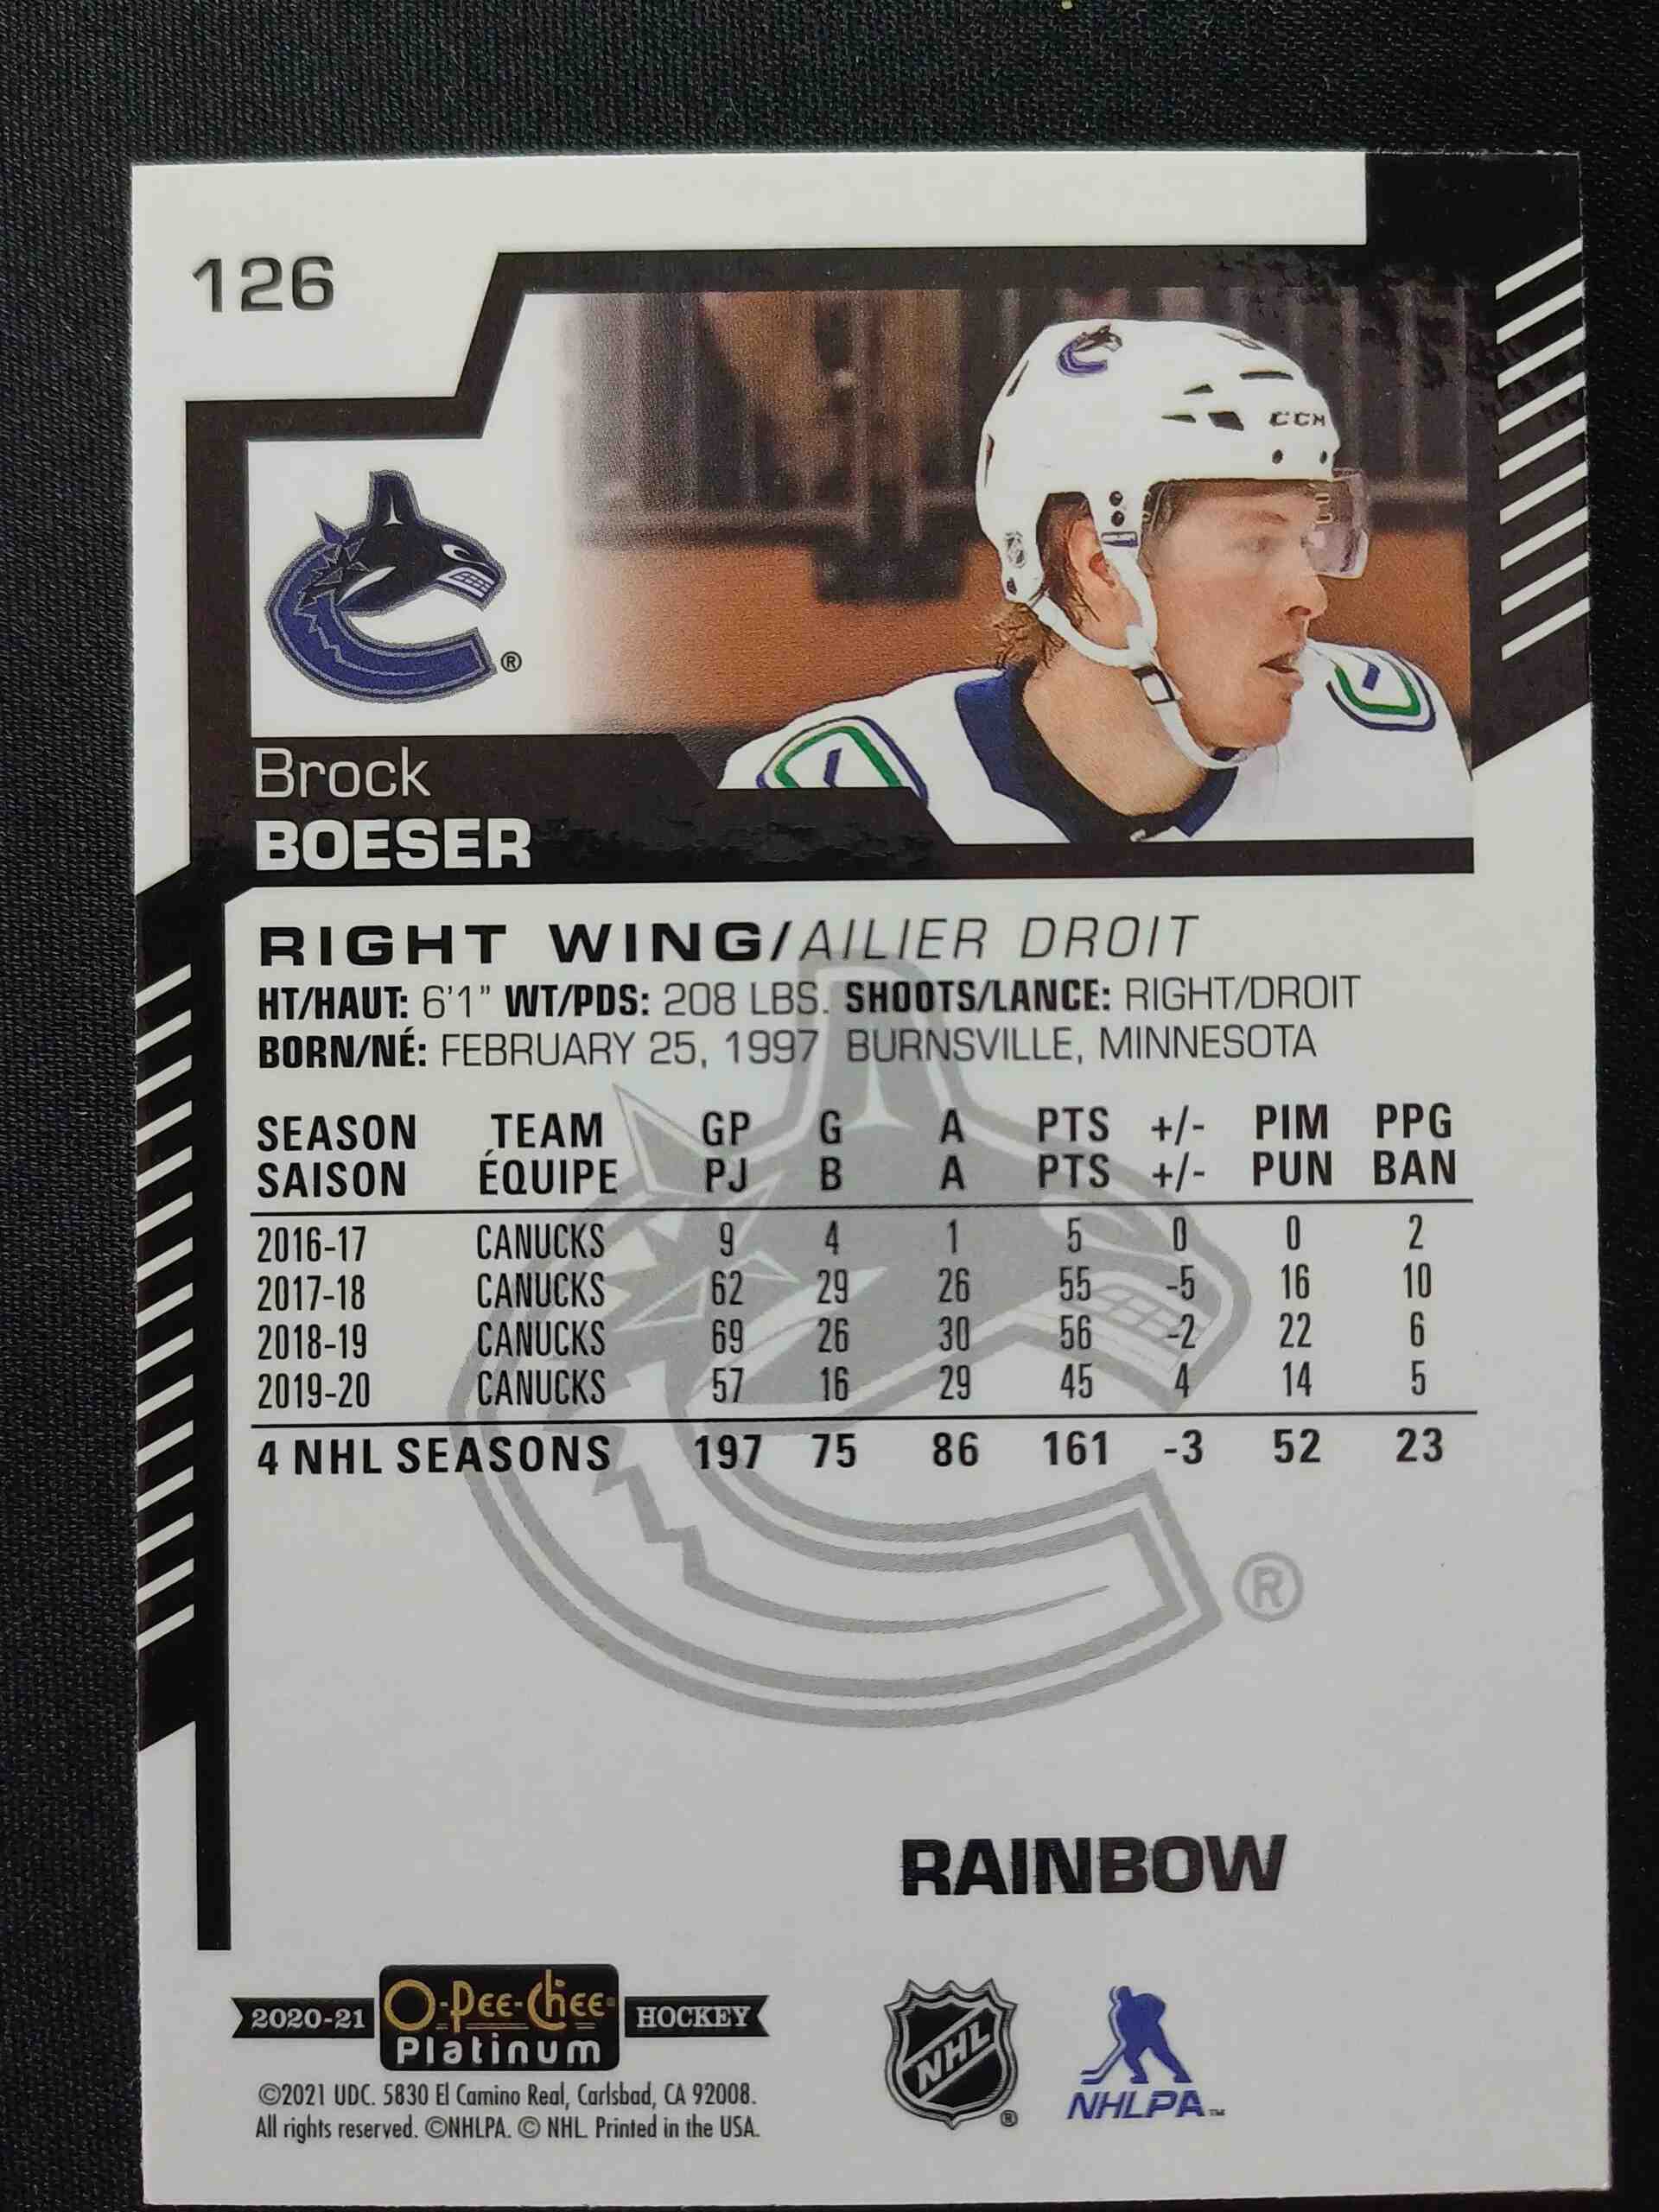 126
CCM
®
Brock
BOESER
RIGHT WING/AILIER DROIT
HT/HAUT: 6'1" WT/PDS: 208 LBS. SHOOTS/LANCE: RIGHT/DROIT
BORN/NÉ: FEBRUARY 25, 1997 BURNSVILLE, MINNESOTA
SEASON TEAM GP G A PTS +/- PIM PPG
SAISON ÉQUIPE PJ B A PTS +/- PUN BAN
2016-17 CANUCKS 9 4 1 5 0 0 2
2017-18 CANUCKS 62 29 26 55 -5 16 10
2018-19 CANUCKS 69 26 30 56 -2 22 6
2019-20 CANUCKS 57 16 29 45 4 14 5
4 NHL SEASONS 197 75 86 161 -3 52 23
®
RAINBOW
2020-21 O-Pee-Chee Platinum HOCKEY
NHL ®
NHLPA™
©2021 UDC. 5830 El Camino Real, Carlsbad, CA 92008.
All rights reserved. ©NHLPA. © NHL. Printed in the USA.